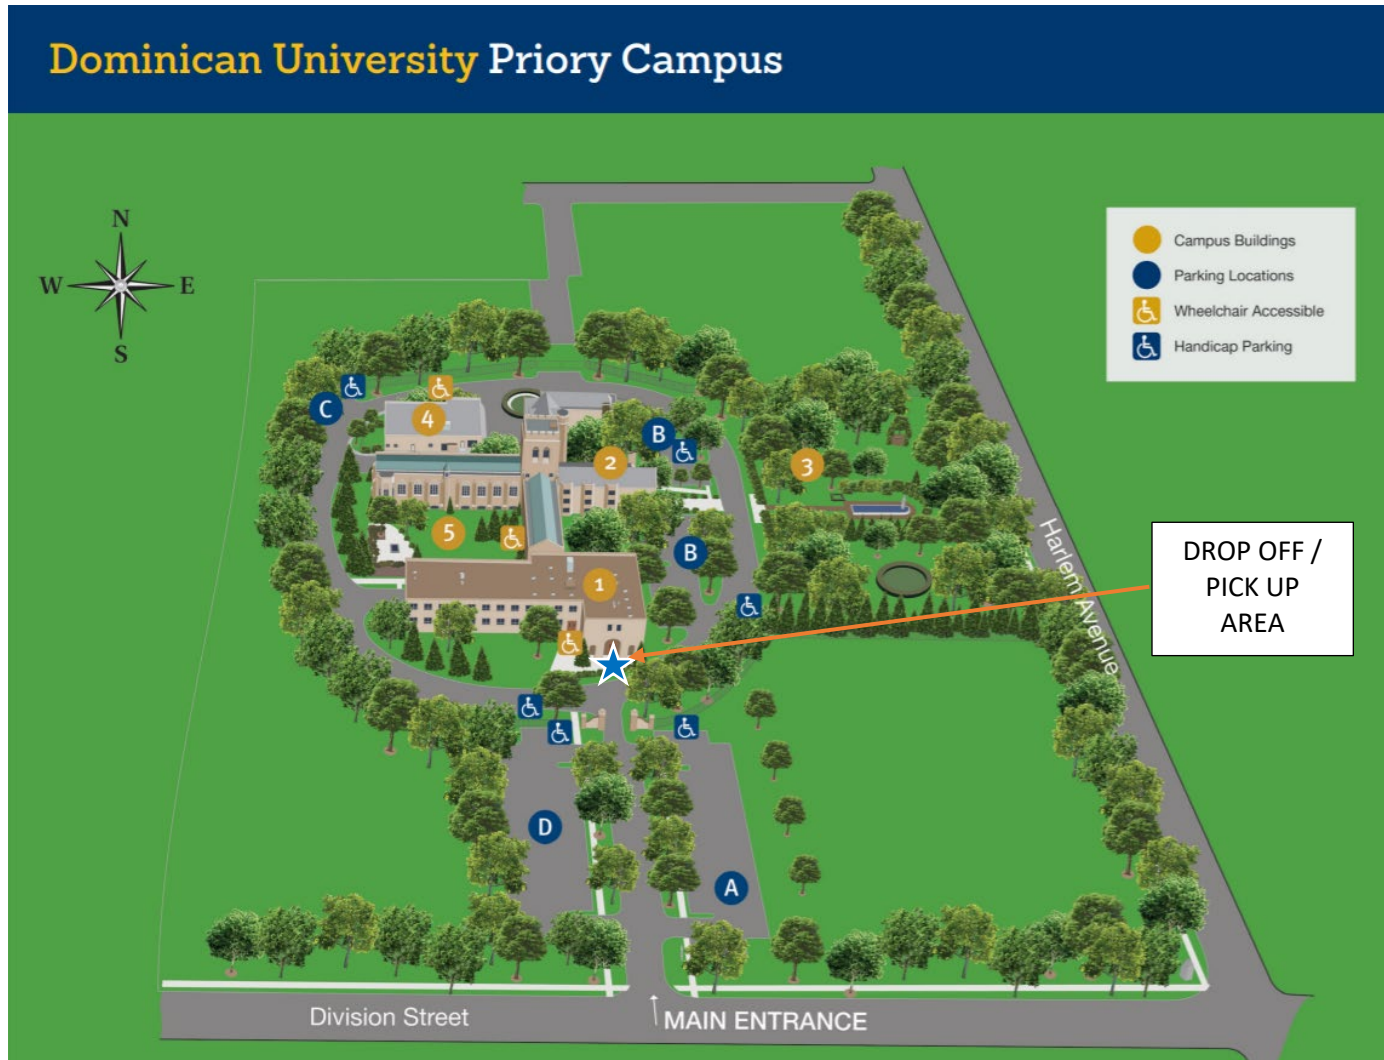 Dominican University Priory Campus
N
W E
S
Campus Buildings
Parking Locations
Wheelchair Accessible
Handicap Parking
C
4
B
2
3
5
B
1
Harlem Avenue
DROP OFF /
PICK UP
AREA
D
A
Division Street
MAIN ENTRANCE